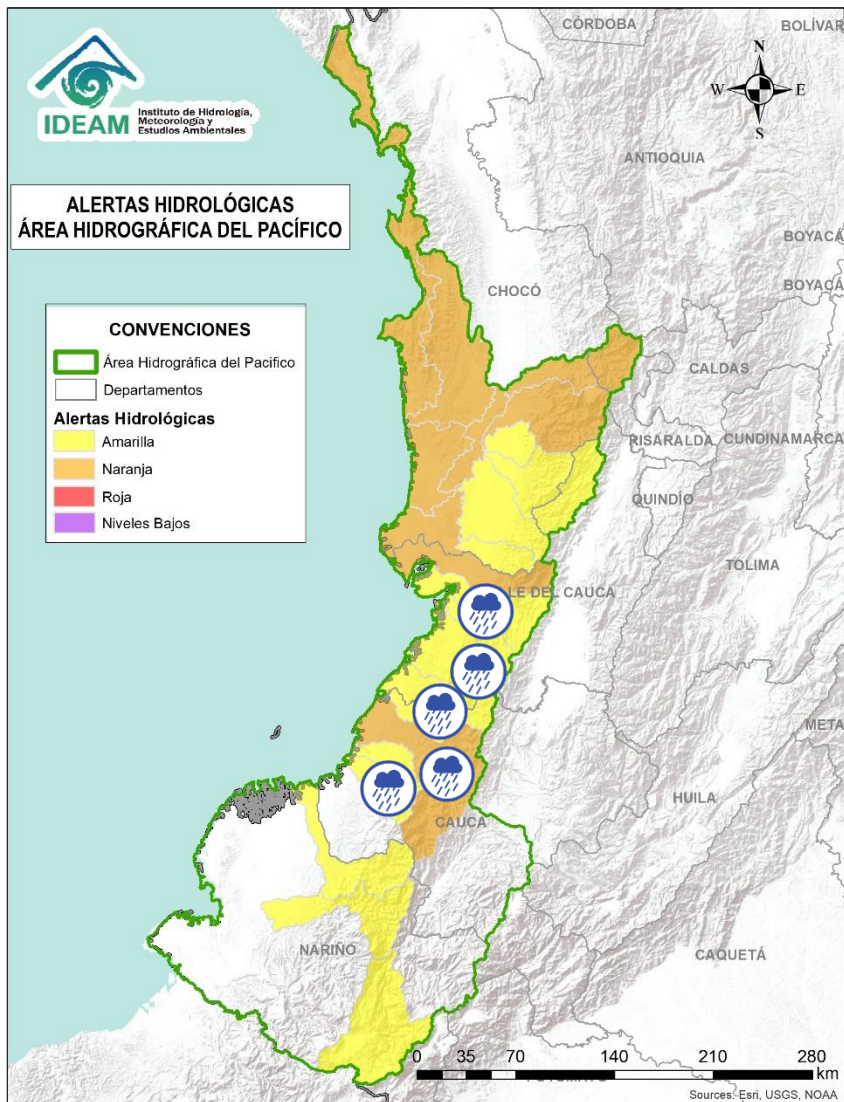 CÓRDOBA
BOLÍVAR
IDEAM
Instituto de Hidrología,
Meteorología y
Estudios Ambientales
N
W
E
S
ANTIOQUIA
ALERTAS HIDROLÓGICAS
ÁREA HIDROGRÁFICA DEL PACÍFICO
BOYACÁ
BOYACÁ
CHOCÓ
CONVENCIONES
Área Hidrográfica del Pacifico
Departamentos
Alertas Hidrológicas
Amarilla
Naranja
Roja
Niveles Bajos
CALDAS
RISARALDA
CUNDINAMARCA
QUINDÍO
TOLIMA
LE DEL CAUCA
META
HUILA
CAUCA
NARIÑO
CAQUETÁ
0 35 70 140 210 280
km
Sources: Esri, USGS, NOAA